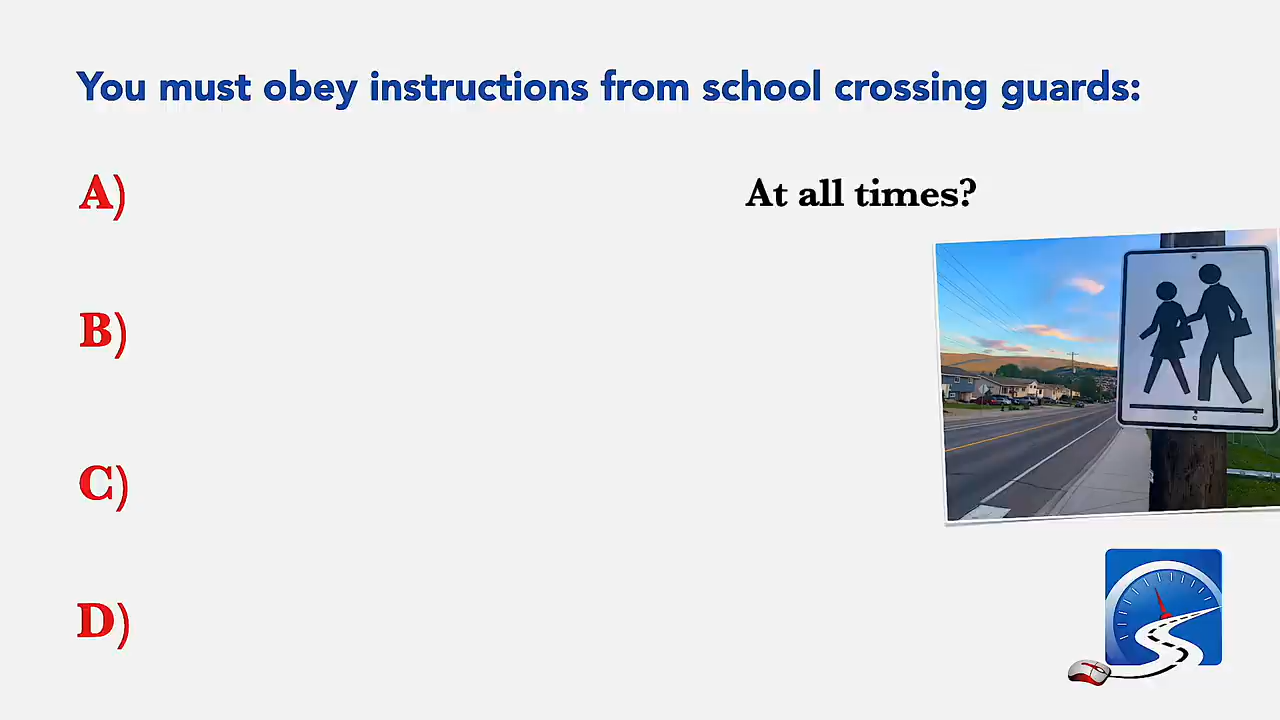 You must obey instructions from school crossing guards:
A) At all times?
B)
C)
D)